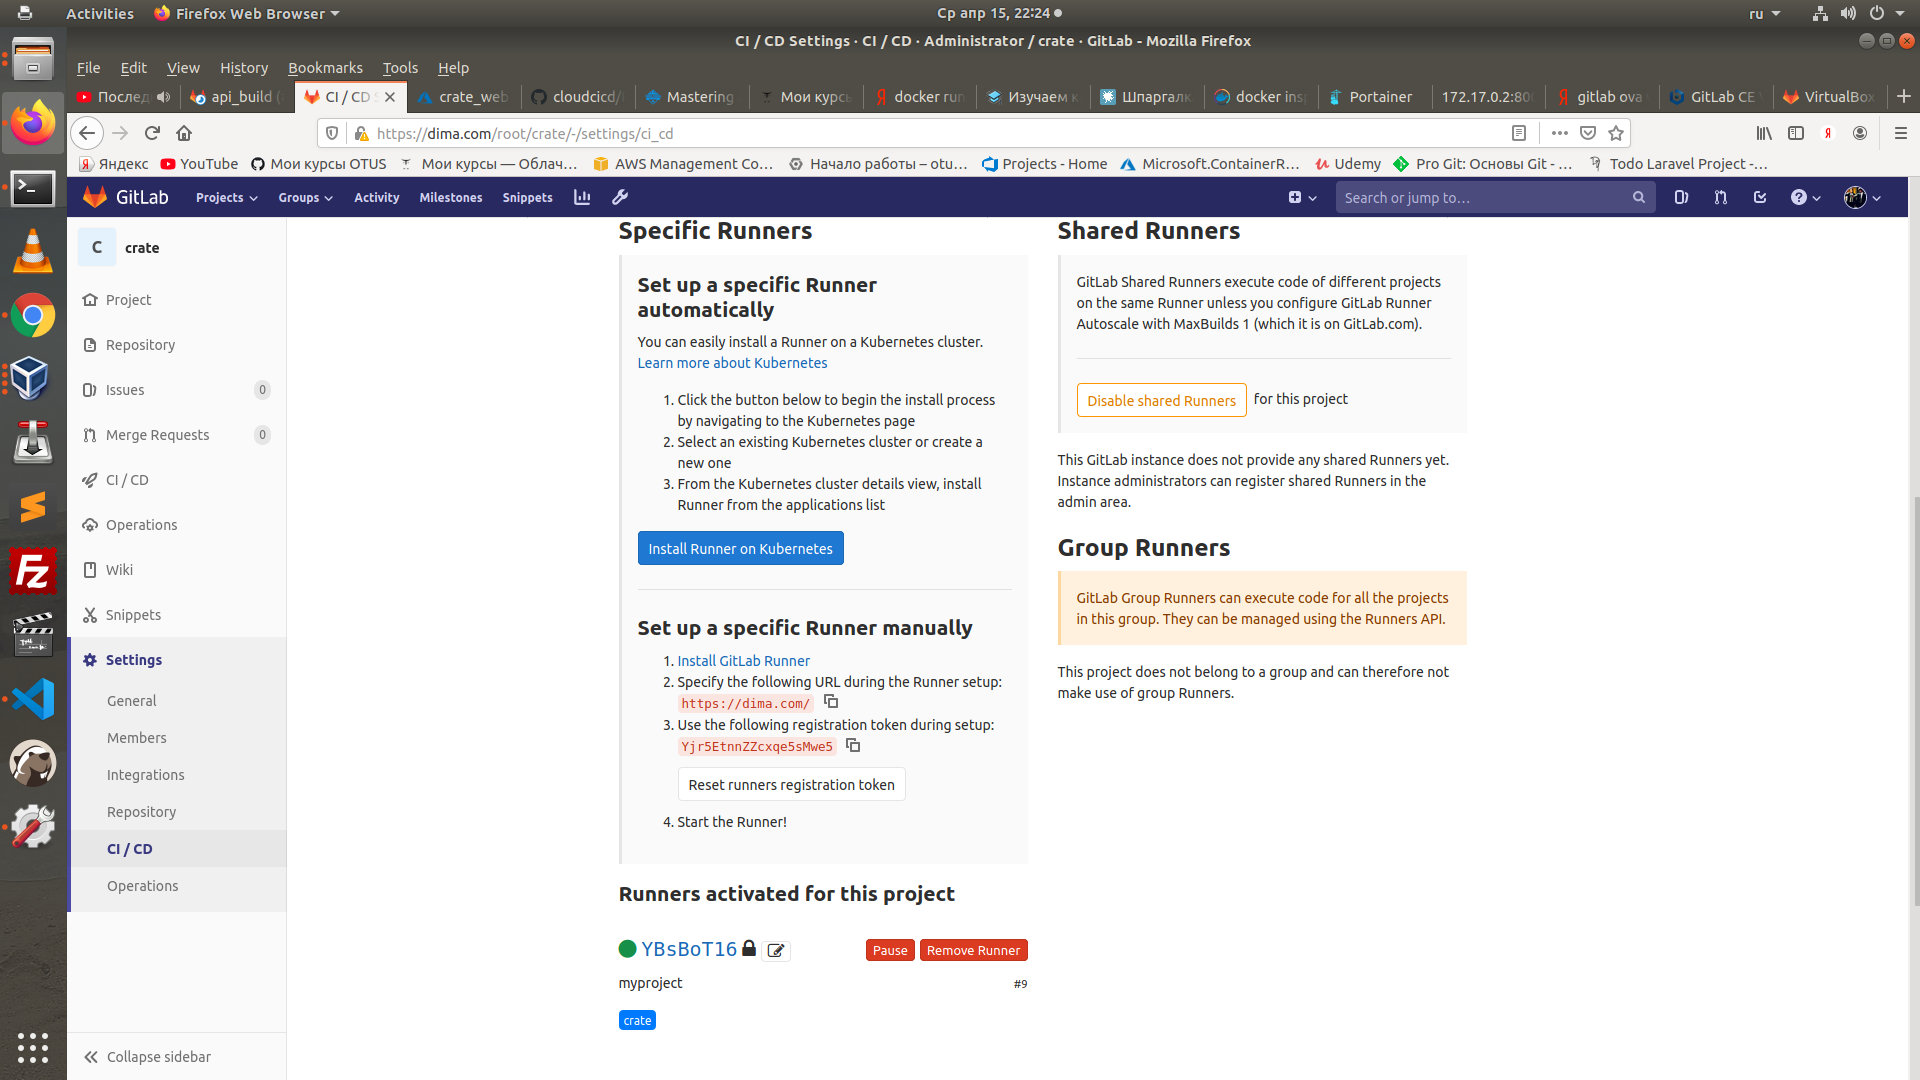 Activities
Firefox Web Browser
Ср апр 15, 22:24
ru
CI / CD Settings · CI / CD · Administrator / crate · GitLab - Mozilla Firefox
File Edit View History Bookmarks Tools Help
Послед
api_build (
CI / CD S
crate_web
cloudcicd/
Mastering
Мои курсы
docker run
Изучаем
Шпаргалк
docker insp
Portainer
172.17.0.2:80
gitlab ova
GitLab CE
VirtualBox
https://dima.com/root/crate/-/settings/ci_cd
Яндекс
YouTube
Мои курсы OTUS
Мои курсы — Облач…
AWS Management Co…
Начало работы – otu…
Projects - Home
Microsoft.ContainerR…
Udemy
Pro Git: Основы Git - …
Todo Laravel Project -…
GitLab
Projects
Groups
Activity
Milestones
Snippets
Search or jump to…
C crate
Project
Repository
Issues 0
Merge Requests 0
CI / CD
Operations
Wiki
Snippets
Settings
General
Members
Integrations
Repository
CI / CD
Operations
Collapse sidebar
Specific Runners
Set up a specific Runner
automatically
You can easily install a Runner on a Kubernetes cluster.
Learn more about Kubernetes
1. Click the button below to begin the install process
by navigating to the Kubernetes page
2. Select an existing Kubernetes cluster or create a
new one
3. From the Kubernetes cluster details view, install
Runner from the applications list
Install Runner on Kubernetes
Set up a specific Runner manually
1. Install GitLab Runner
2. Specify the following URL during the Runner setup:
https://dima.com/
3. Use the following registration token during setup:
Yjr5EtnnZZcxqe5sMwe5
Reset runners registration token
4. Start the Runner!
Runners activated for this project
YBsBoT16
Pause
Remove Runner
myproject
#9
crate
Shared Runners
GitLab Shared Runners execute code of different projects
on the same Runner unless you configure GitLab Runner
Autoscale with MaxBuilds 1 (which it is on GitLab.com).
Disable shared Runners for this project
This GitLab instance does not provide any shared Runners yet.
Instance administrators can register shared Runners in the
admin area.
Group Runners
GitLab Group Runners can execute code for all the projects
in this group. They can be managed using the Runners API.
This project does not belong to a group and can therefore not
make use of group Runners.